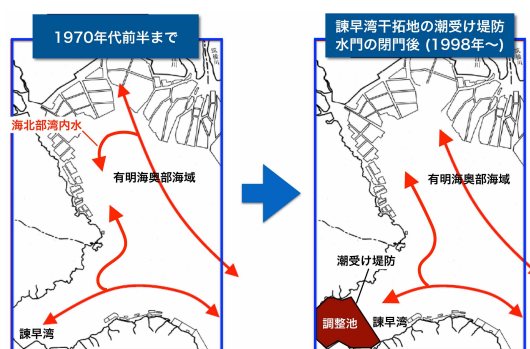 1970年代前半まで
海北部湾内水
有明海奥部海域
諫早湾
諫早湾干拓地の潮受け堤防
水門の閉門後 (1998年〜)
有明海奥部海域
潮受け堤防
調整池
諫早湾